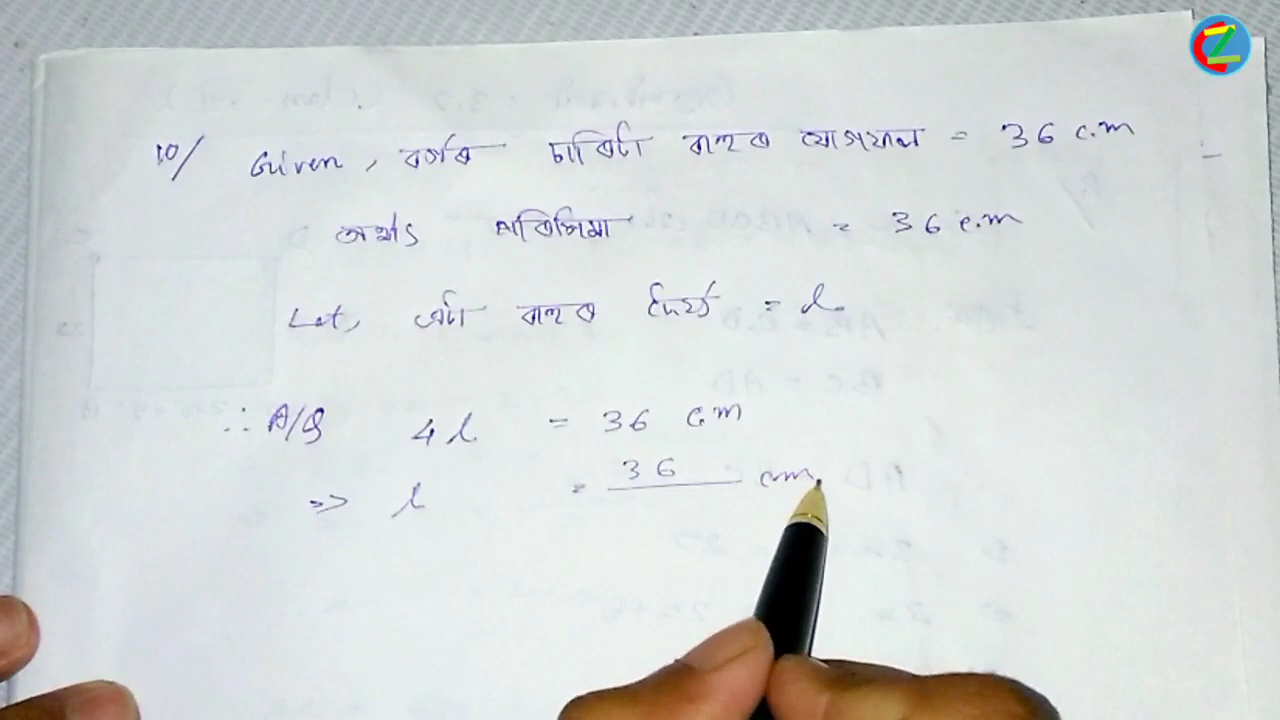 10/ Given, বৰ্গৰ চাৰিটা বাহুৰ যোগফল = 36 c.m
অৰ্থাৎ পৰিসিমা = 36 c.m
Let, এটা বাহুৰ দৈৰ্ঘ্য = l
∴ A/Q 4l = 36 cm
=> l = 36 cm